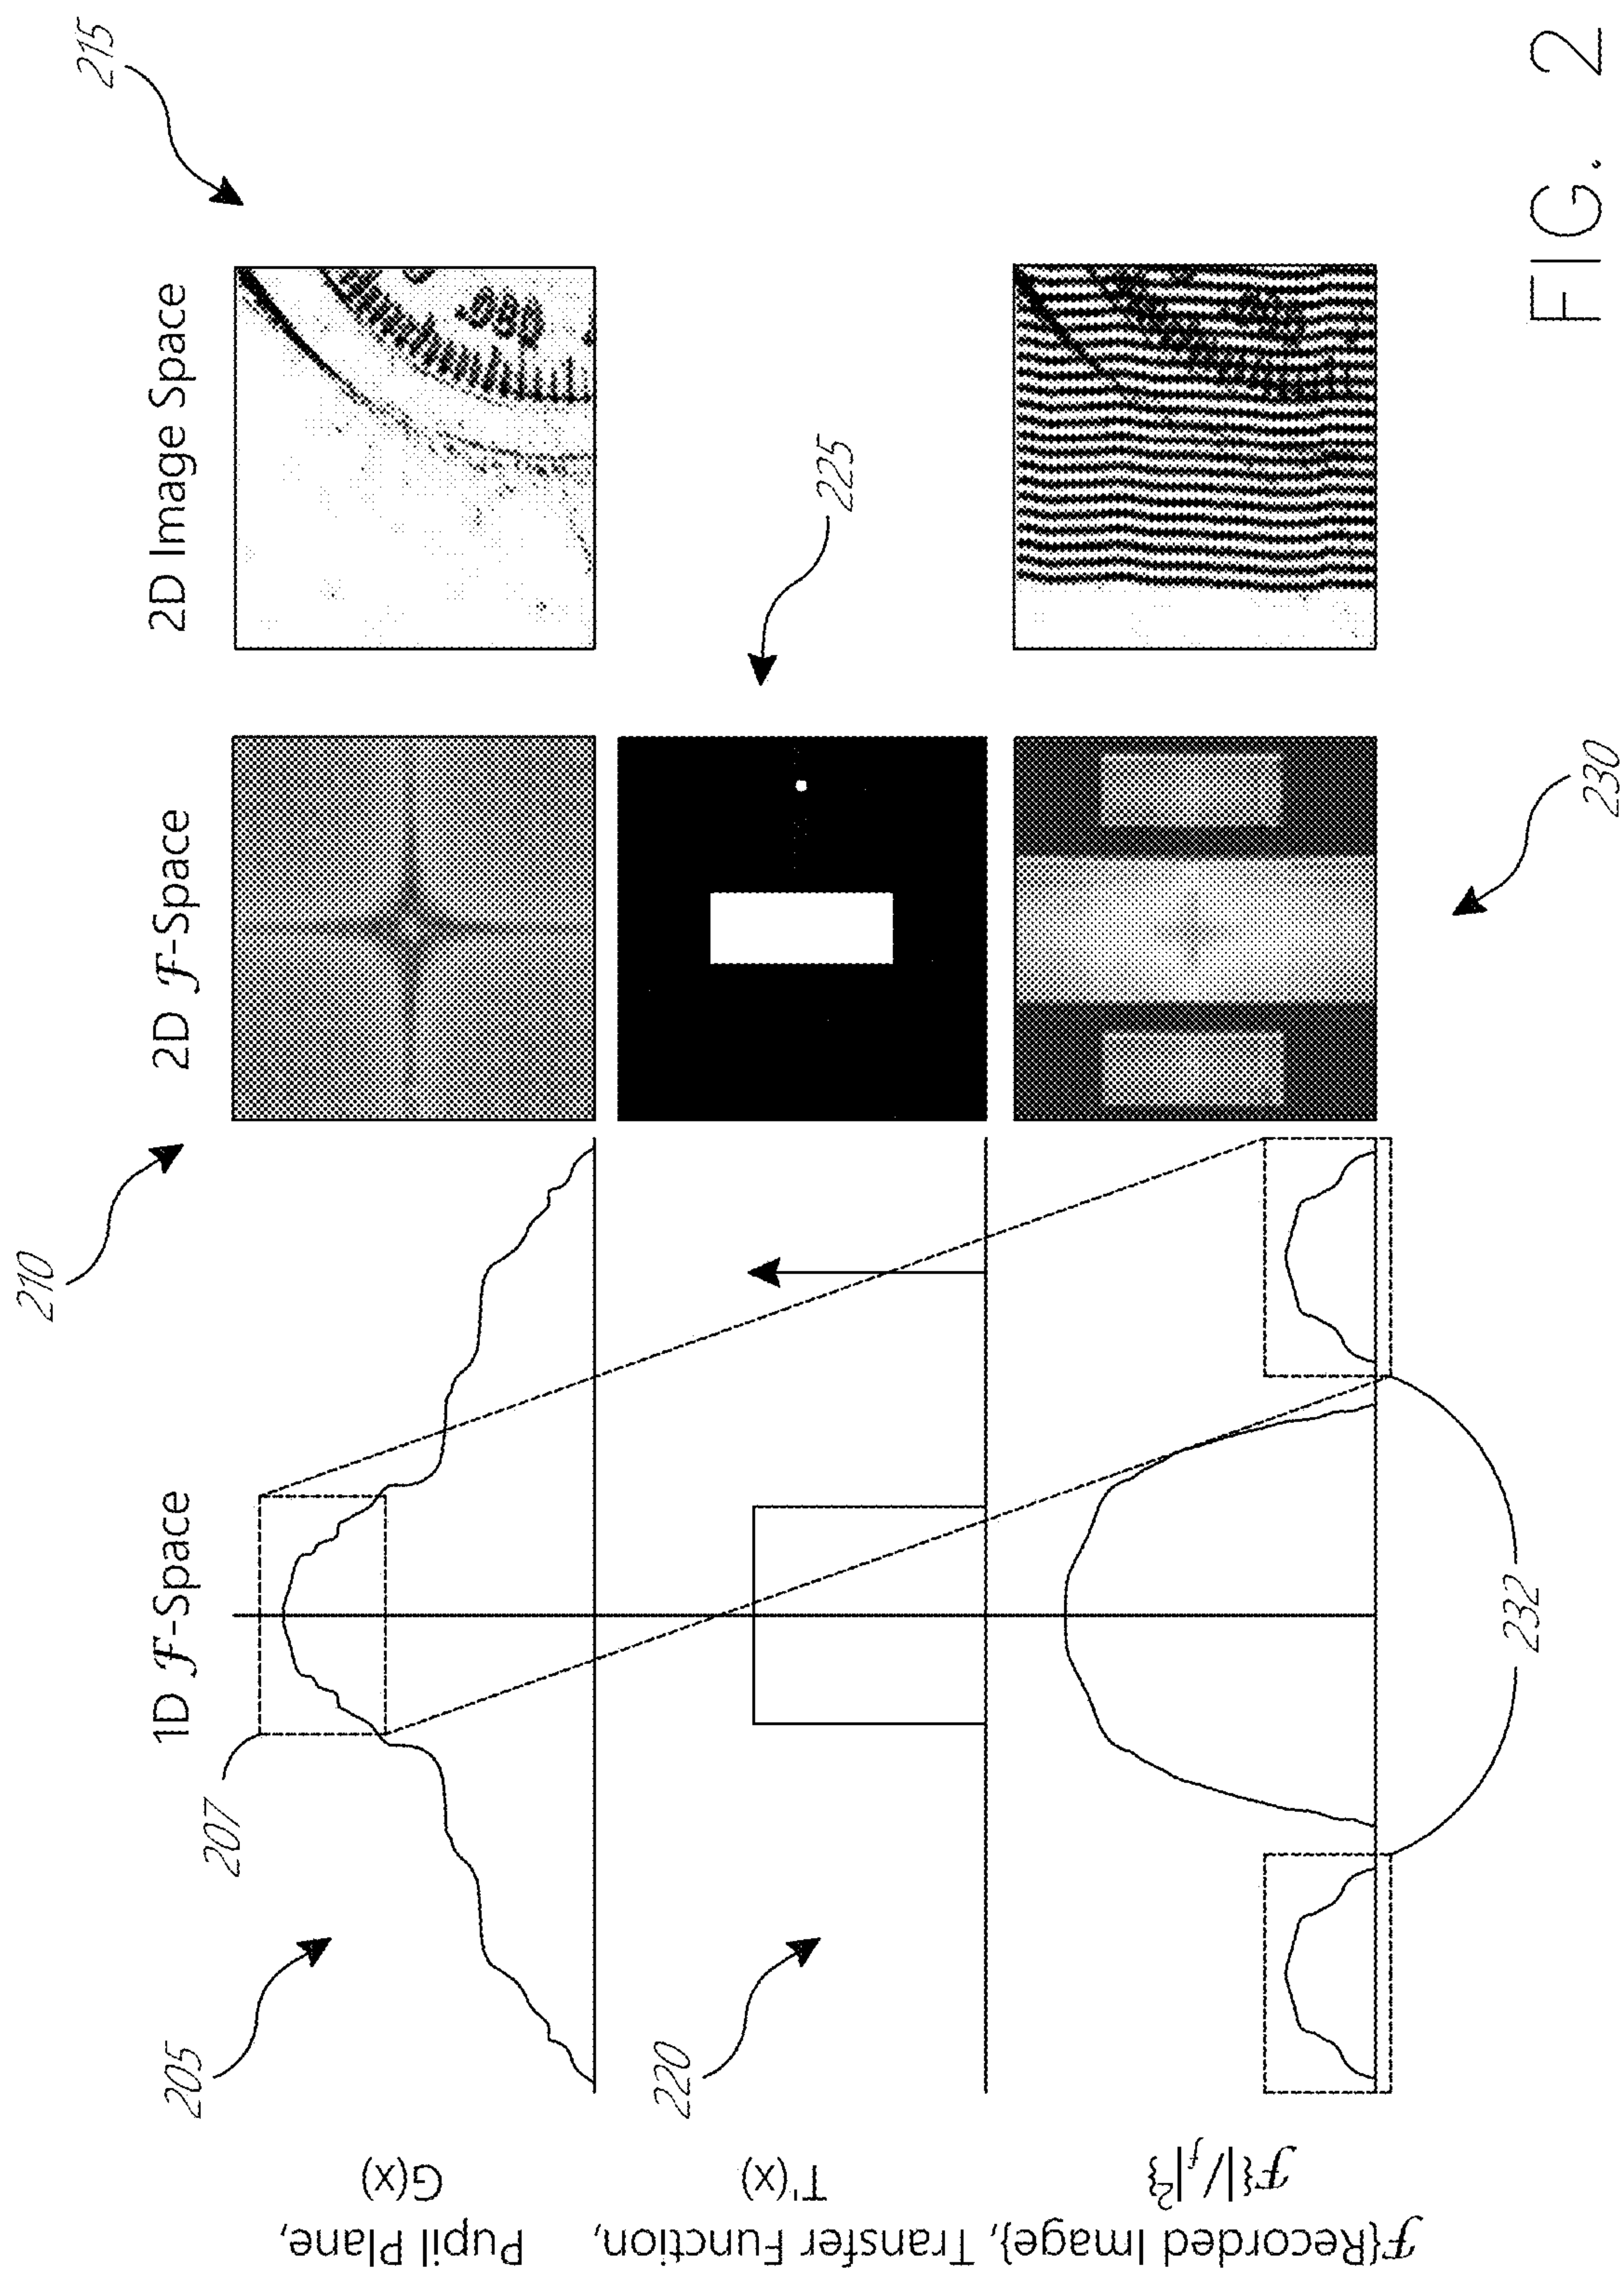 210
215
1D ℱ-Space
2D ℱ-Space
2D Image Space
205
207
Pupil Plane,
G(x)
.080
220
225
Transfer Function,
T'(x)
ℱ{Recorded Image},
ℱ{|I_f|²}
232
230
FIG. 2